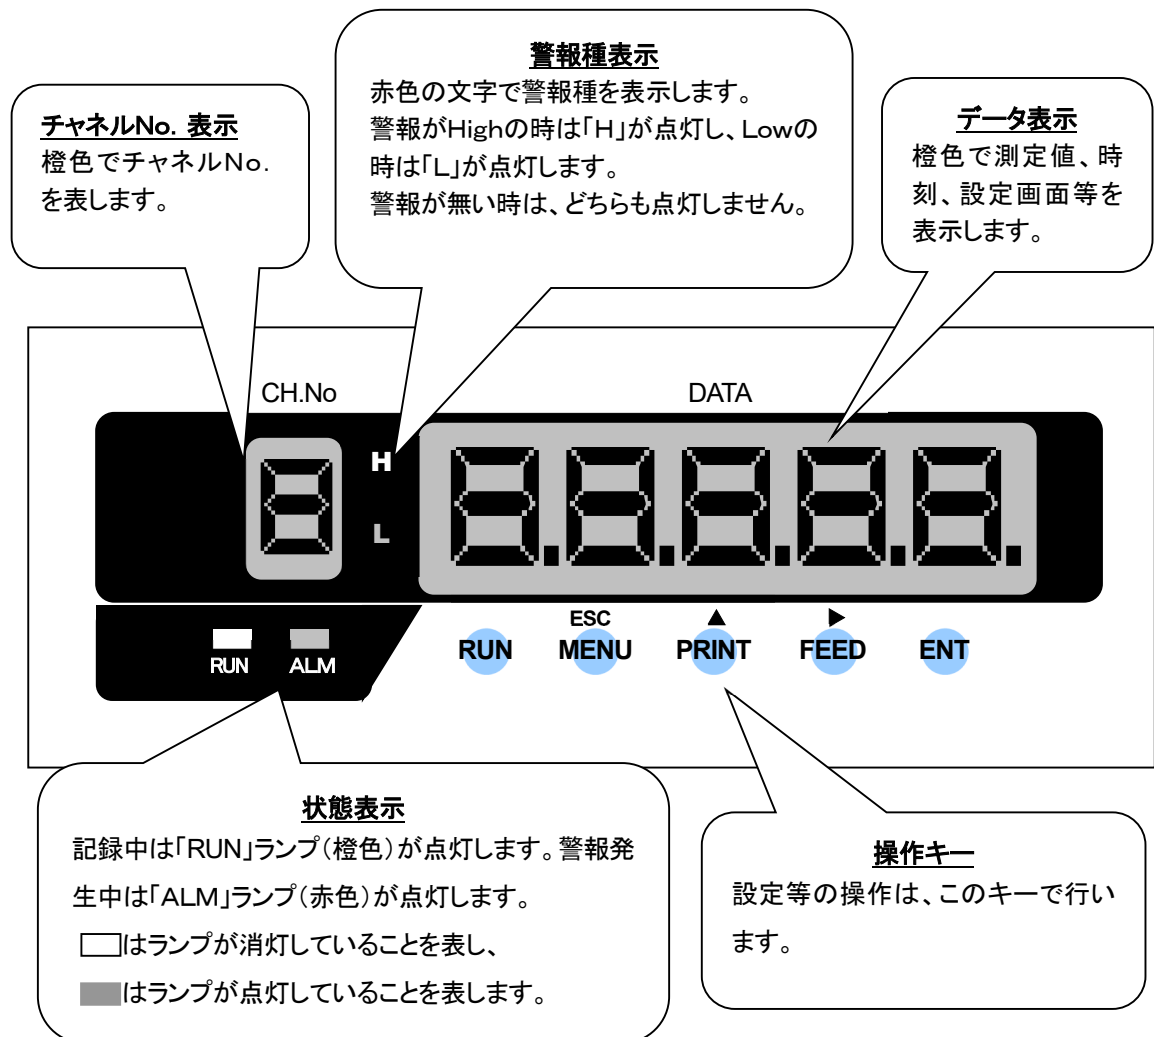 警報種表示
赤色の文字で警報種を表示します。
警報がHighの時は「H」が点灯し、Lowの
時は「L」が点灯します。
警報が無い時は、どちらも点灯しません。
チャネルNo. 表示
橙色でチャネルNo.
を表します。
データ表示
橙色で測定値、時
刻、設定画面等を
表示します。
CH.No
DATA
H
L
8
8.8.8.8.8.
RUN
ALM
ESC
▲
▶
RUN
MENU
PRINT
FEED
ENT
状態表示
記録中は「RUN」ランプ(橙色)が点灯します。警報発
生中は「ALM」ランプ(赤色)が点灯します。
□はランプが消灯していることを表し、
■はランプが点灯していることを表します。
操作キー
設定等の操作は、このキーで行い
ます。